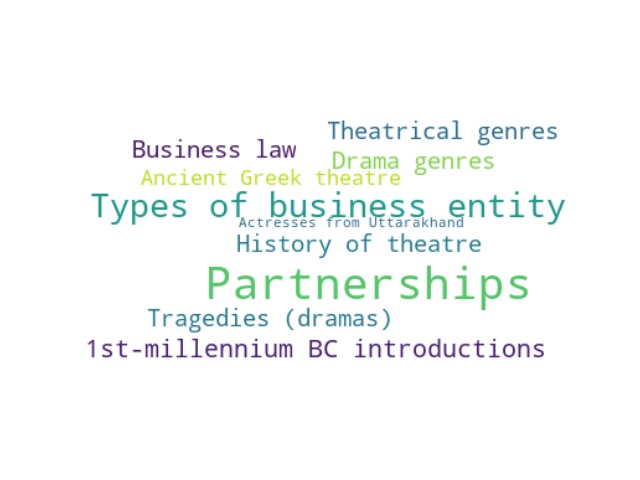 Theatrical genres
Business law
Drama genres
Ancient Greek theatre
Types of business entity
Actresses from Uttarakhand
History of theatre
Partnerships
Tragedies (dramas)
1st-millennium BC introductions